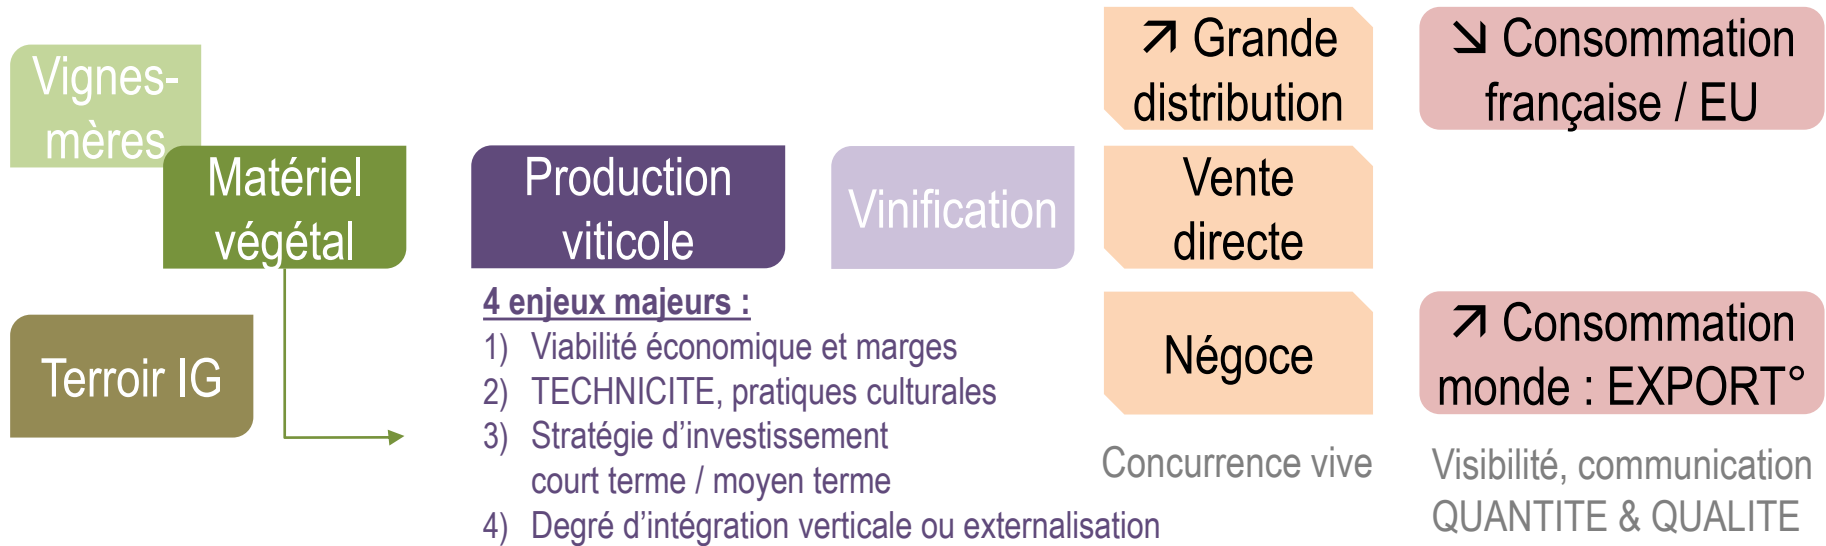 Vignes-
mères
Matériel
végétal
Terroir IG
Production
viticole
4 enjeux majeurs :
1) Viabilité économique et marges
2) TECHNICITE, pratiques culturales
3) Stratégie d’investissement
court terme / moyen terme
4) Degré d’intégration verticale ou externalisation
Vinification
↗ Grande
distribution
Vente
directe
Négoce
Concurrence vive
↘ Consommation
française / EU
↗ Consommation
monde : EXPORT°
Visibilité, communication
QUANTITE & QUALITE